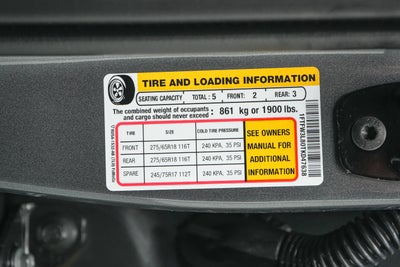 TIRE AND LOADING INFORMATION
SEATING CAPACITY TOTAL : 5 FRONT: 2 REAR: 3
The combined weight of occupants : 861 kg or 1900 lbs.
and cargo should never exceed
TIRE SIZE COLD TIRE PRESSURE
FRONT 275/65R18 116T 240 KPA, 35 PSI
REAR 275/65R18 116T 240 KPA, 35 PSI
SPARE 245/75R17 112T 240 KPA, 35 PSI
SEE OWNERS
MANUAL FOR
ADDITIONAL
INFORMATION